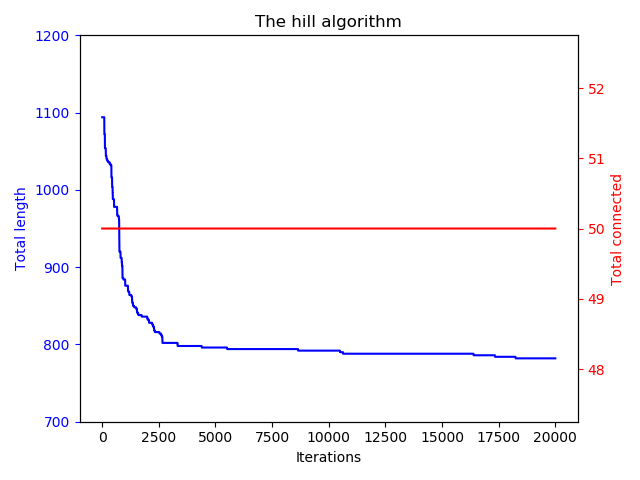 The hill algorithm
1200
1100
1000
900
800
700
Total length
52
51
50
49
48
Total connected
0 2500 5000 7500 10000 12500 15000 17500 20000
Iterations